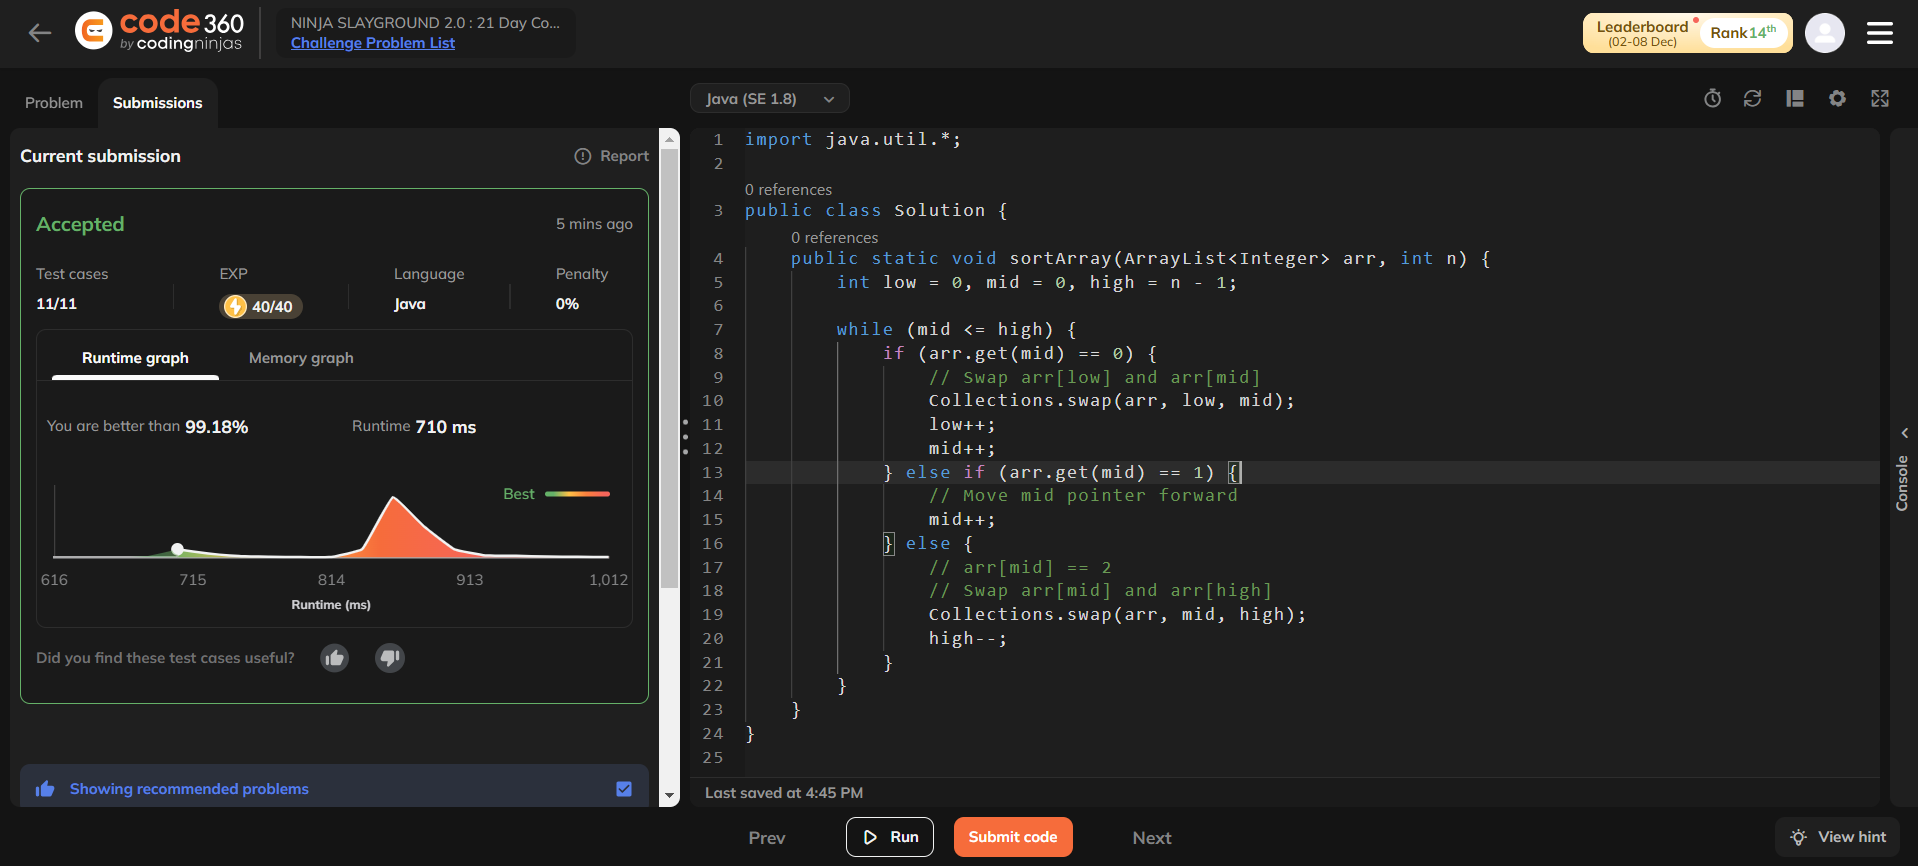 code 360
by codingninjas
NINJA SLAYGROUND 2.0 : 21 Day Co...
Challenge Problem List
Leaderboard
(02-08 Dec)
Rank 14th
Problem
Submissions
Java (SE 1.8)
Current submission
Report
Accepted
5 mins ago
Test cases
EXP
Language
Penalty
11/11
40/40
Java
0%
Runtime graph
Memory graph
You are better than 99.18%
Runtime 710 ms
Best
616 715 814 913 1,012
Runtime (ms)
Did you find these test cases useful?
Showing recommended problems
1 import java.util.*;
2
0 references
3 public class Solution {
0 references
4 public static void sortArray(ArrayList<Integer> arr, int n) {
5 int low = 0, mid = 0, high = n - 1;
6
7 while (mid <= high) {
8 if (arr.get(mid) == 0) {
9 // Swap arr[low] and arr[mid]
10 Collections.swap(arr, low, mid);
11 low++;
12 mid++;
13 } else if (arr.get(mid) == 1) {
14 // Move mid pointer forward
15 mid++;
16 } else {
17 // arr[mid] == 2
18 // Swap arr[mid] and arr[high]
19 Collections.swap(arr, mid, high);
20 high--;
21 }
22 }
23 }
24 }
25
Last saved at 4:45 PM
Console
Prev
Run
Submit code
Next
View hint